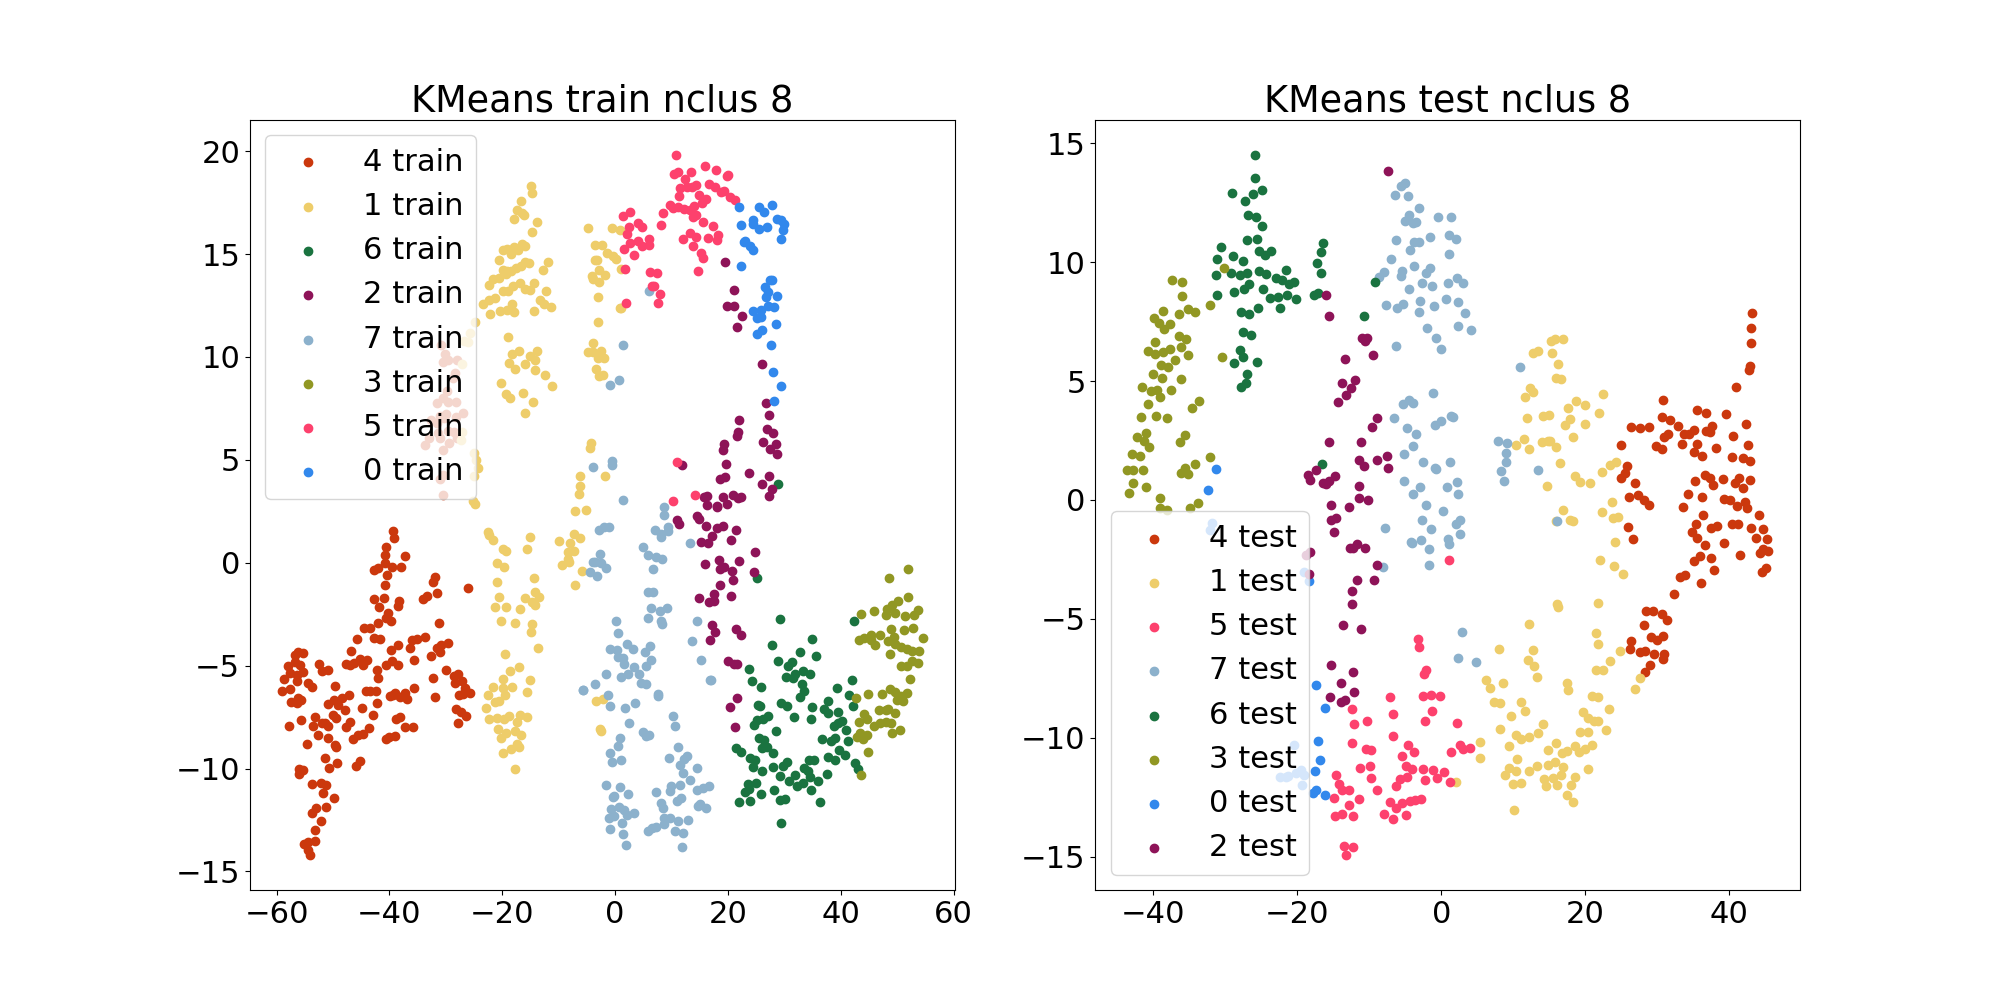 KMeans train nclus 8
20
15
10
5
0
−5
−10
−15
−60 −40 −20 0 20 40 60
4 train
1 train
6 train
2 train
7 train
3 train
5 train
0 train
KMeans test nclus 8
15
10
5
0
−5
−10
−15
−40 −20 0 20 40
4 test
1 test
5 test
7 test
6 test
3 test
0 test
2 test